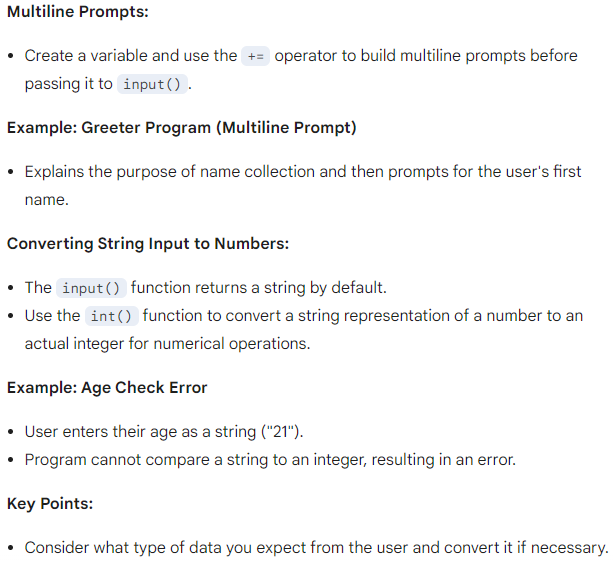 Multiline Prompts:
• Create a variable and use the += operator to build multiline prompts before
passing it to input().
Example: Greeter Program (Multiline Prompt)
• Explains the purpose of name collection and then prompts for the user's first
name.
Converting String Input to Numbers:
• The input() function returns a string by default.
• Use the int() function to convert a string representation of a number to an
actual integer for numerical operations.
Example: Age Check Error
• User enters their age as a string ("21").
• Program cannot compare a string to an integer, resulting in an error.
Key Points:
• Consider what type of data you expect from the user and convert it if necessary.